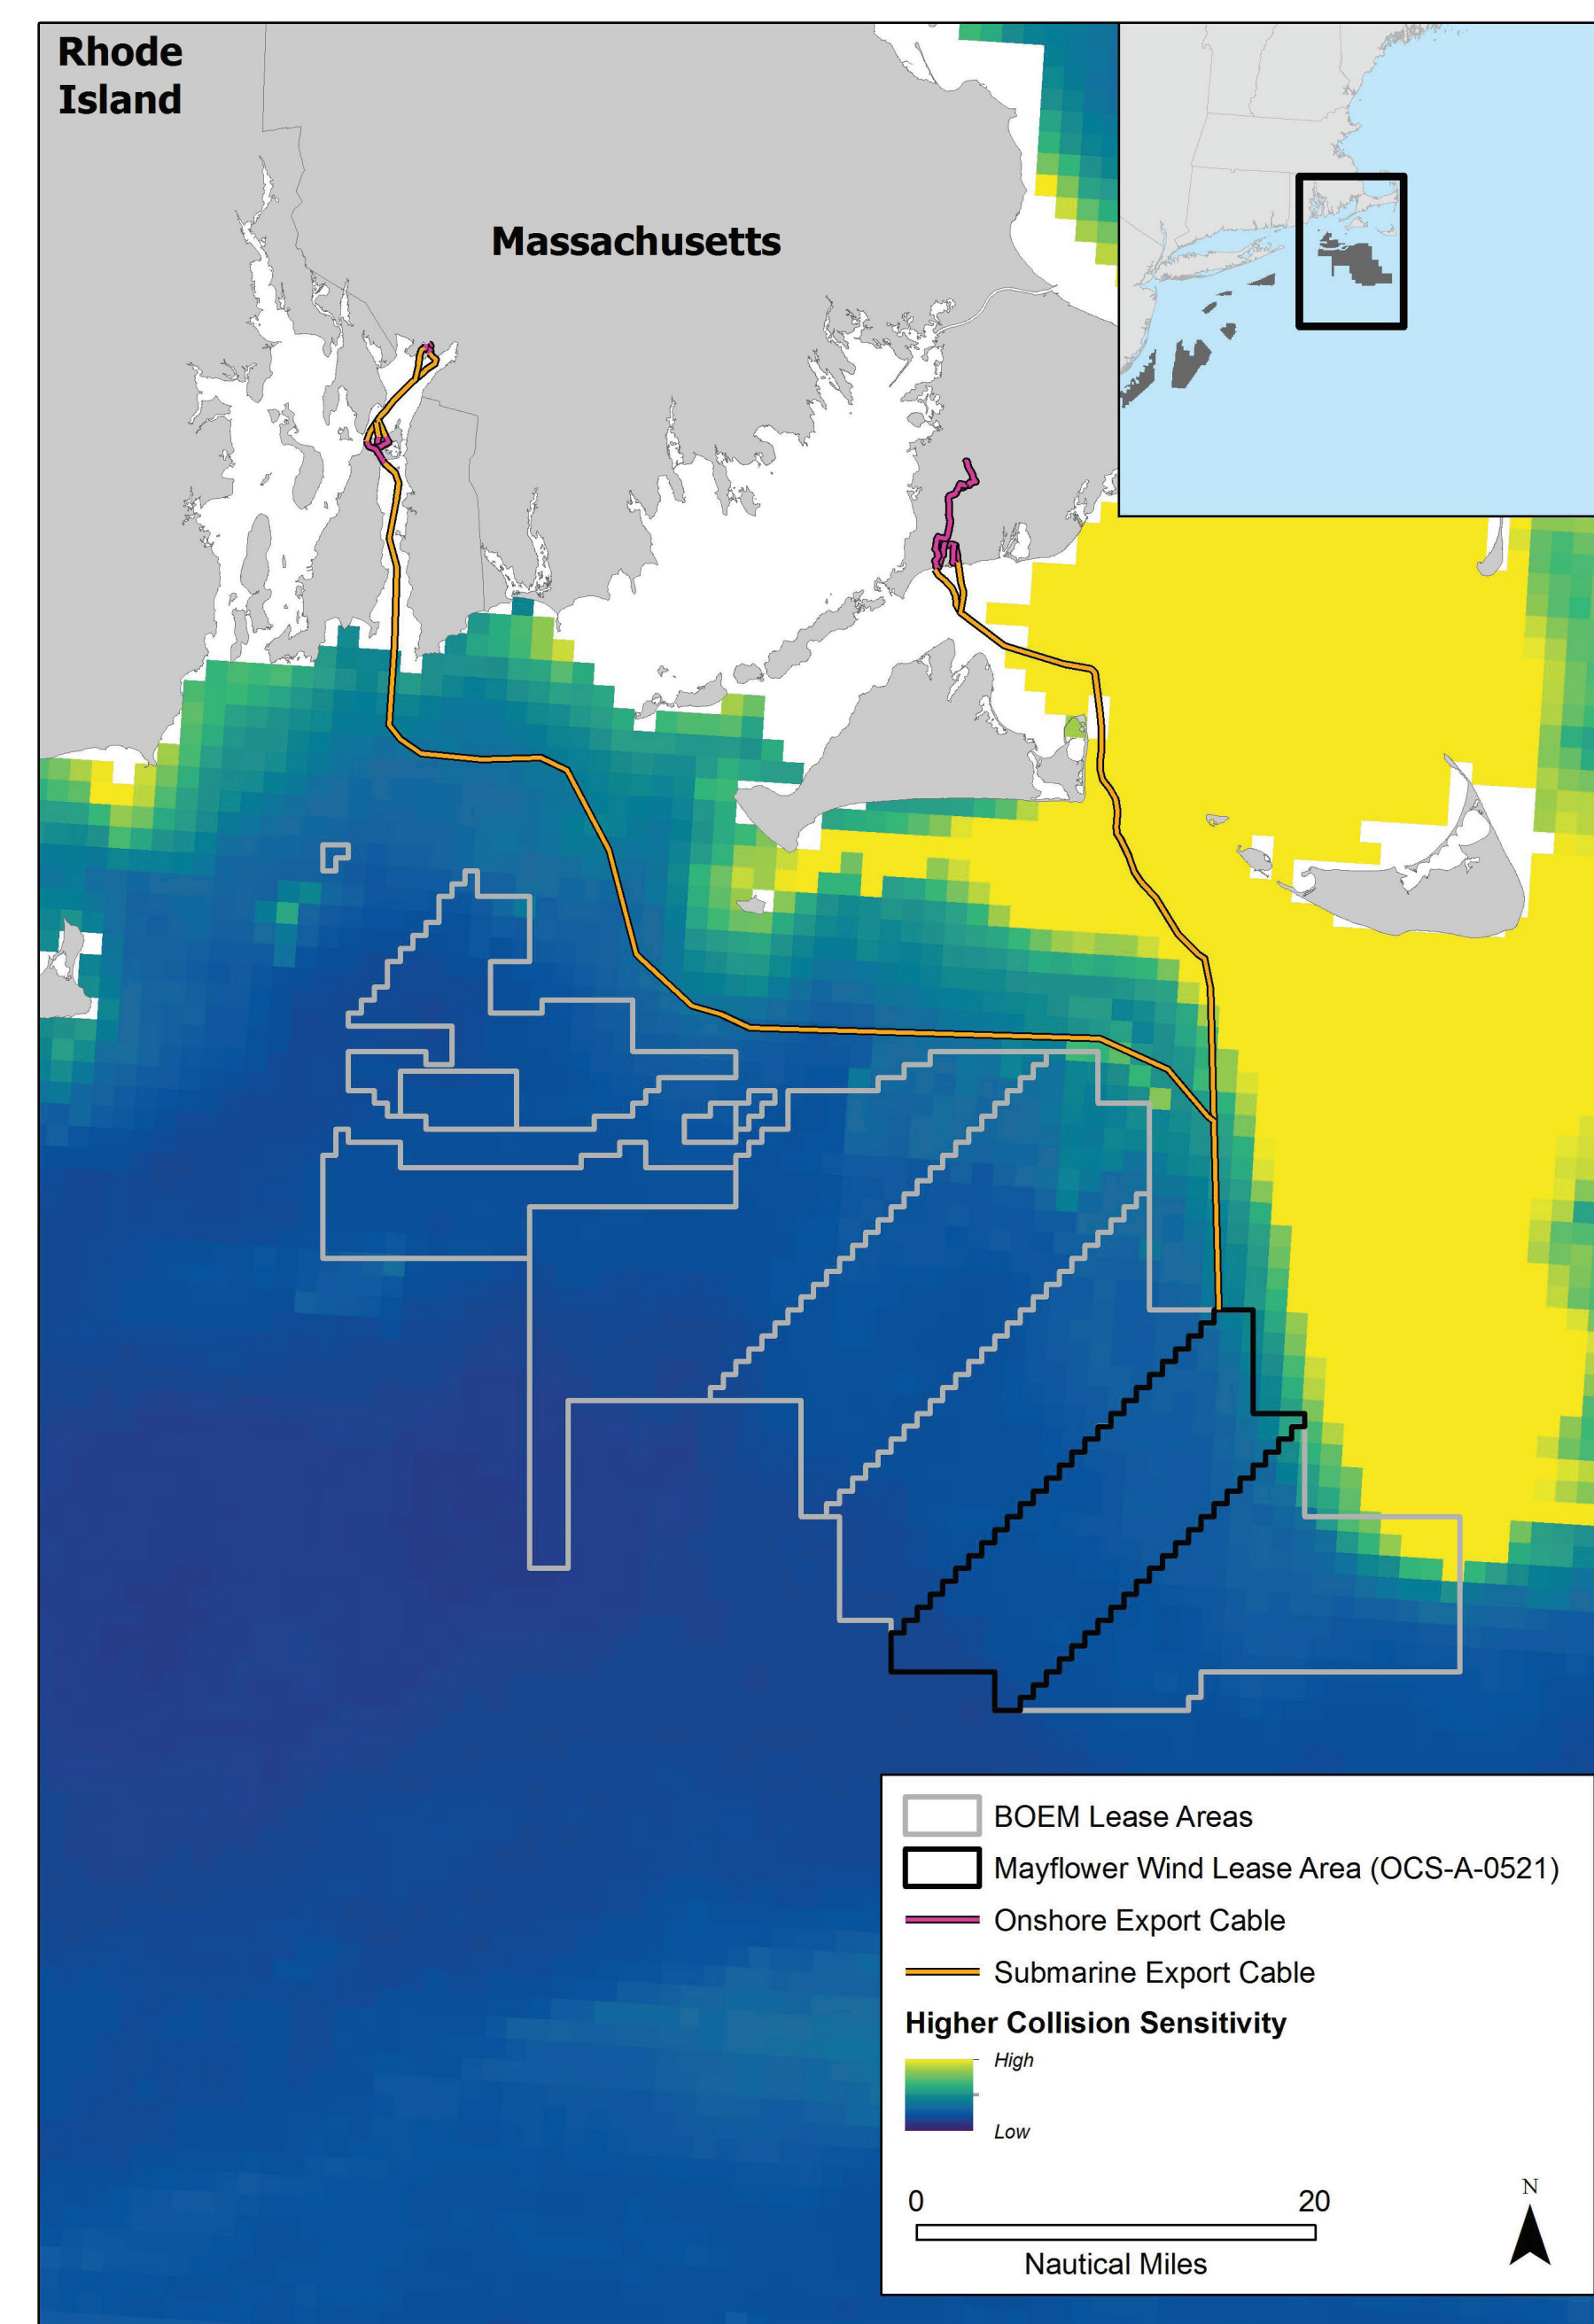 Rhode
Island
Massachusetts
BOEM Lease Areas
Mayflower Wind Lease Area (OCS-A-0521)
Onshore Export Cable
Submarine Export Cable
Higher Collision Sensitivity
High
Low
0 20
Nautical Miles
N